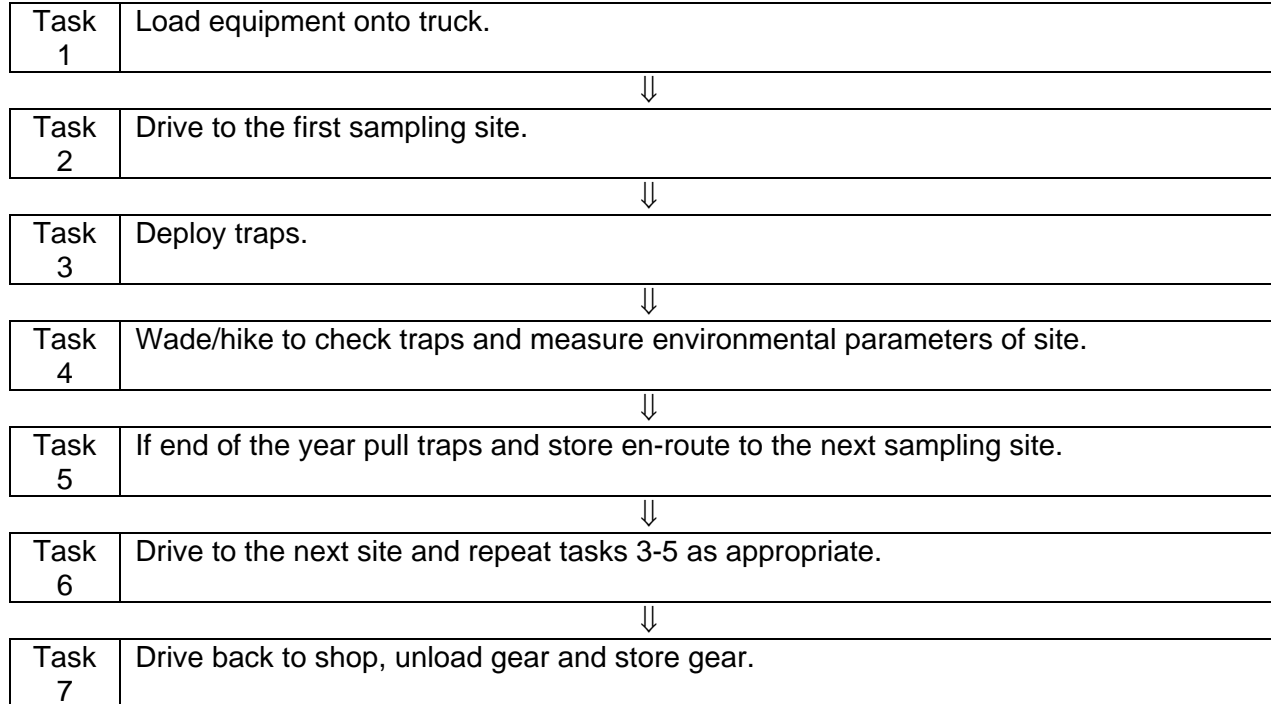 Task Load equipment onto truck.
1
⇓
Task Drive to the first sampling site.
2
⇓
Task Deploy traps.
3
⇓
Task Wade/hike to check traps and measure environmental parameters of site.
4
⇓
Task If end of the year pull traps and store en-route to the next sampling site.
5
⇓
Task Drive to the next site and repeat tasks 3-5 as appropriate.
6
⇓
Task Drive back to shop, unload gear and store gear.
7